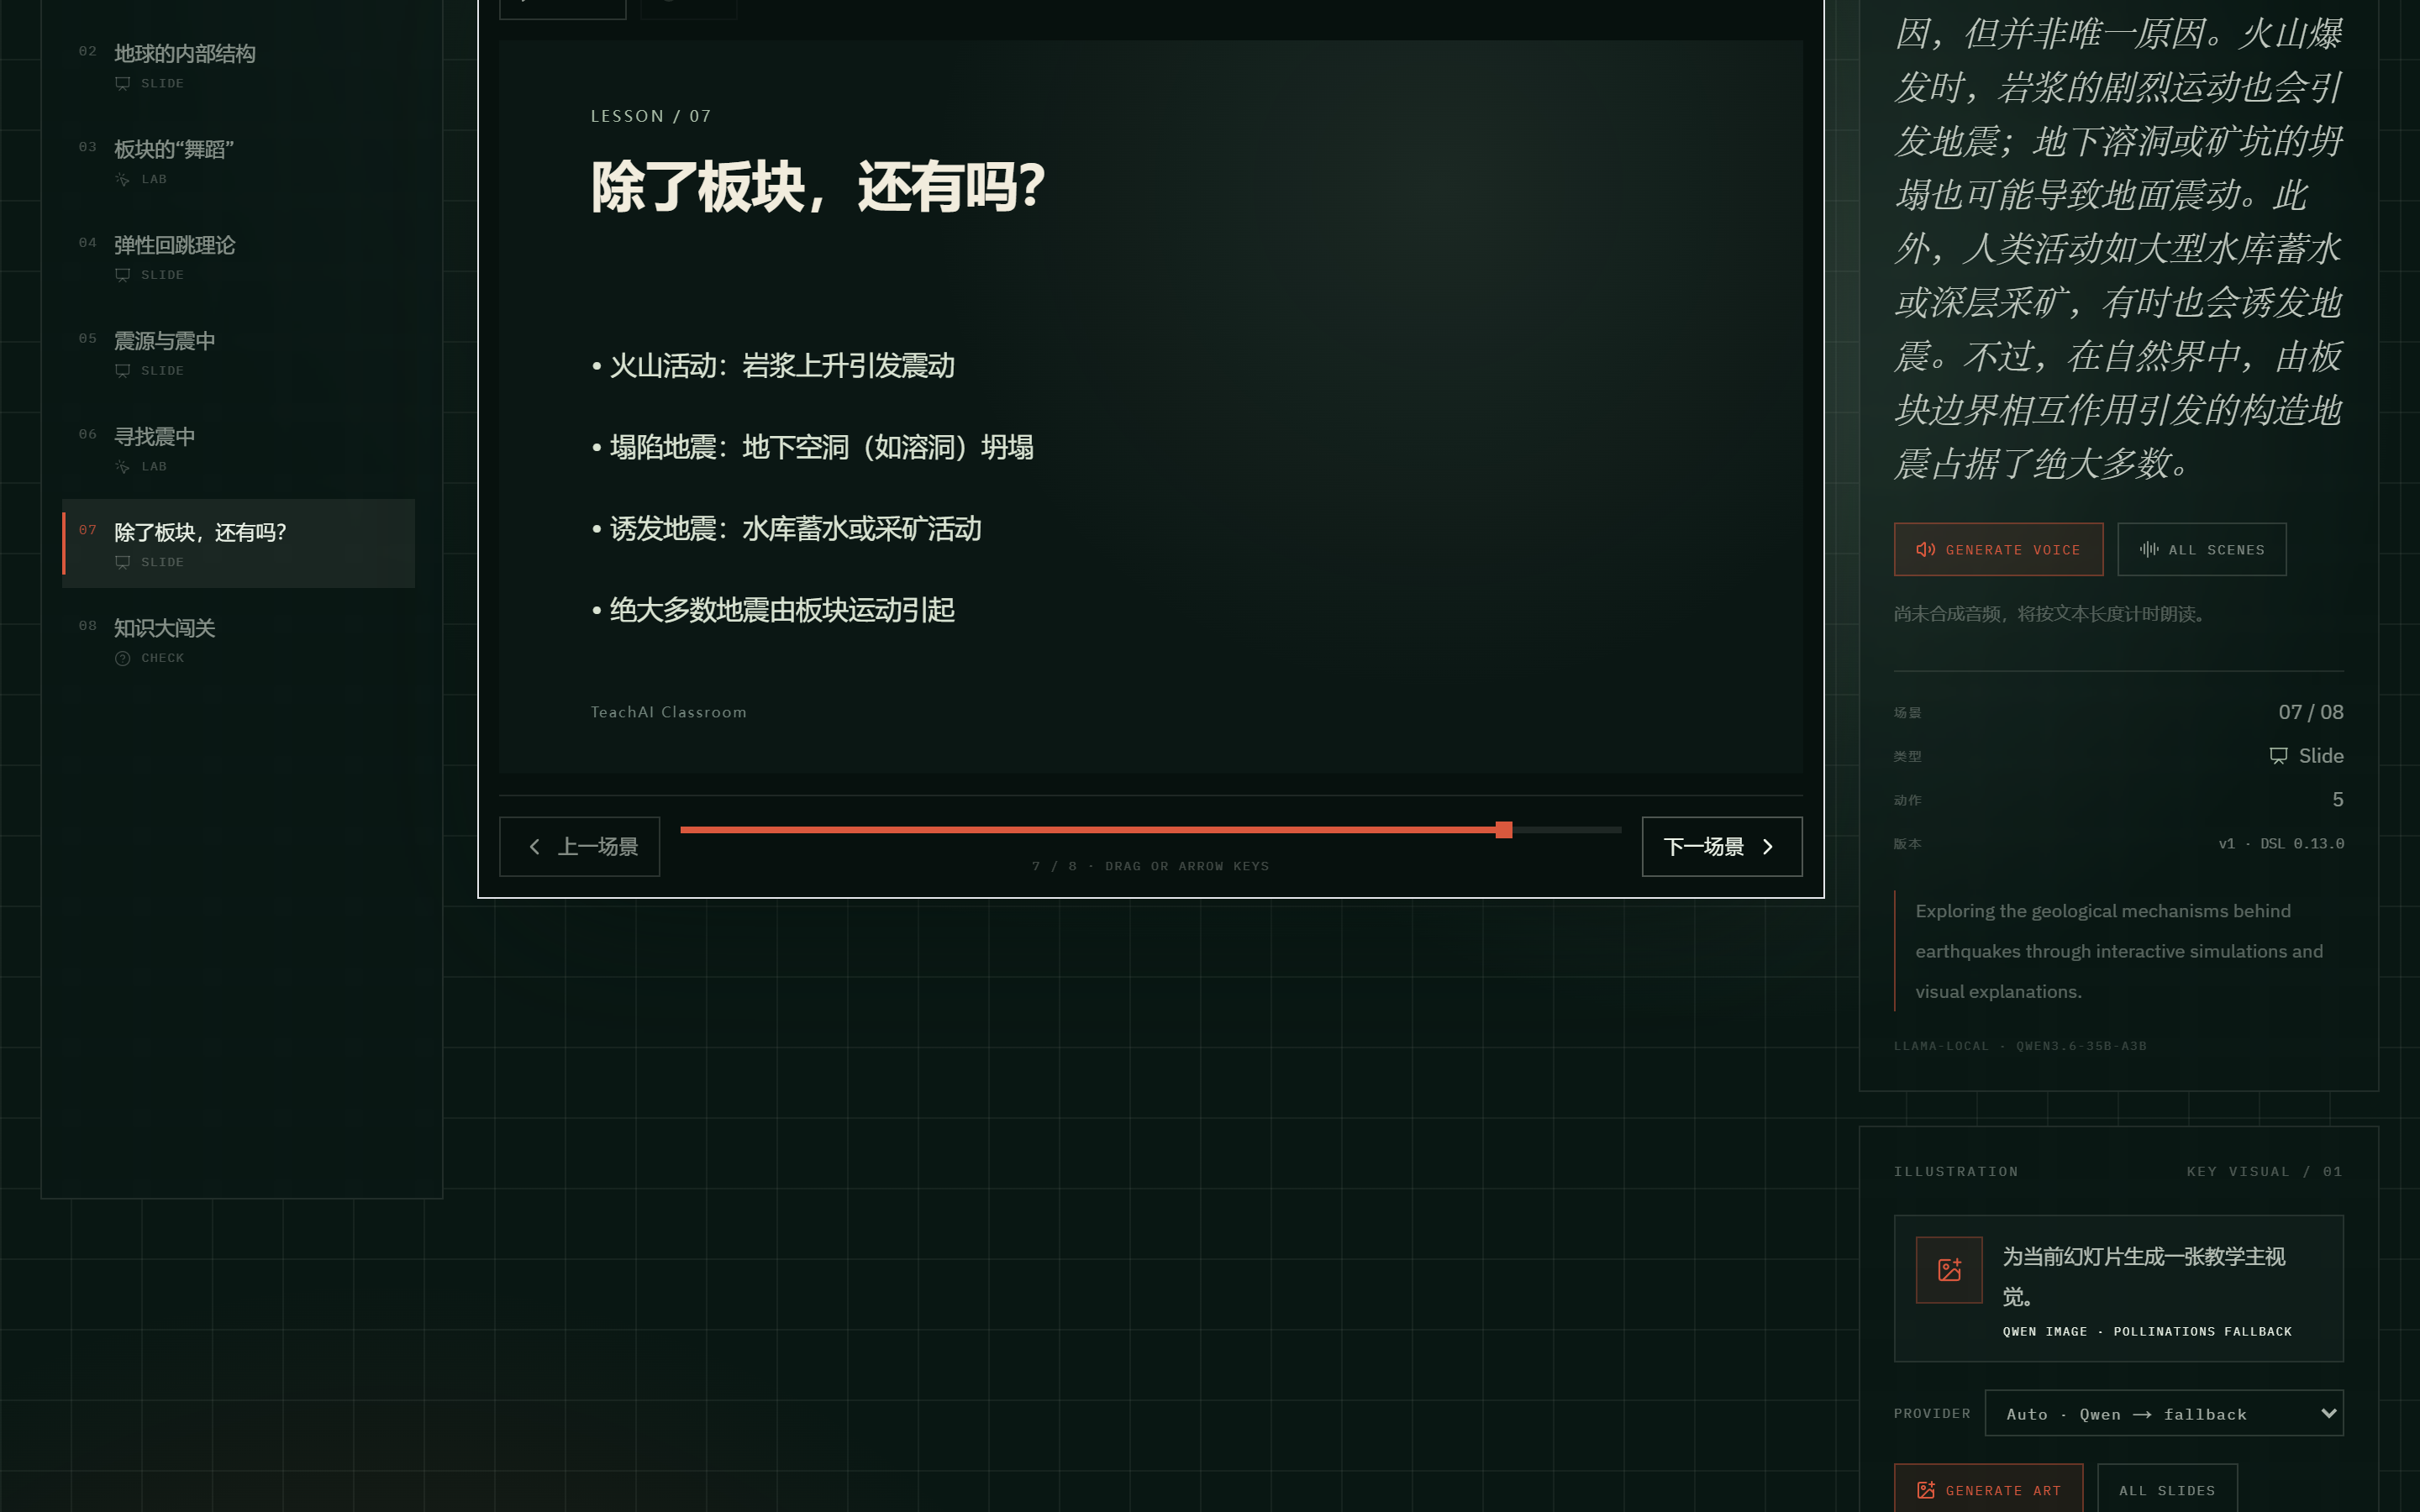 02 地球的内部结构
SLIDE
03 板块的“舞蹈”
LAB
04 弹性回跳理论
SLIDE
05 震源与震中
SLIDE
06 寻找震中
LAB
07 除了板块，还有吗？
SLIDE
08 知识大闯关
CHECK
LESSON / 07
除了板块，还有吗？
• 火山活动：岩浆上升引发震动
• 塌陷地震：地下空洞（如溶洞）坍塌
• 诱发地震：水库蓄水或采矿活动
• 绝大多数地震由板块运动引起
TeachAI Classroom
上一场景
7 / 8 · DRAG OR ARROW KEYS
下一场景
因，但并非唯一原因。火山爆
发时，岩浆的剧烈运动也会引
发地震；地下溶洞或矿坑的坍
塌也可能导致地面震动。此
外，人类活动如大型水库蓄水
或深层采矿，有时也会诱发地
震。不过，在自然界中，由板
块边界相互作用引发的构造地
震占据了绝大多数。
GENERATE VOICE
ALL SCENES
尚未合成音频，将按文本长度计时朗读。
场景 07 / 08
类型 Slide
动作 5
版本 v1 · DSL 0.13.0
Exploring the geological mechanisms behind
earthquakes through interactive simulations and
visual explanations.
LLAMA-LOCAL · QWEN3.6-35B-A3B
ILLUSTRATION KEY VISUAL / 01
为当前幻灯片生成一张教学主视
觉。
QWEN IMAGE · POLLINATIONS FALLBACK
PROVIDER Auto · Qwen → fallback
GENERATE ART
ALL SLIDES